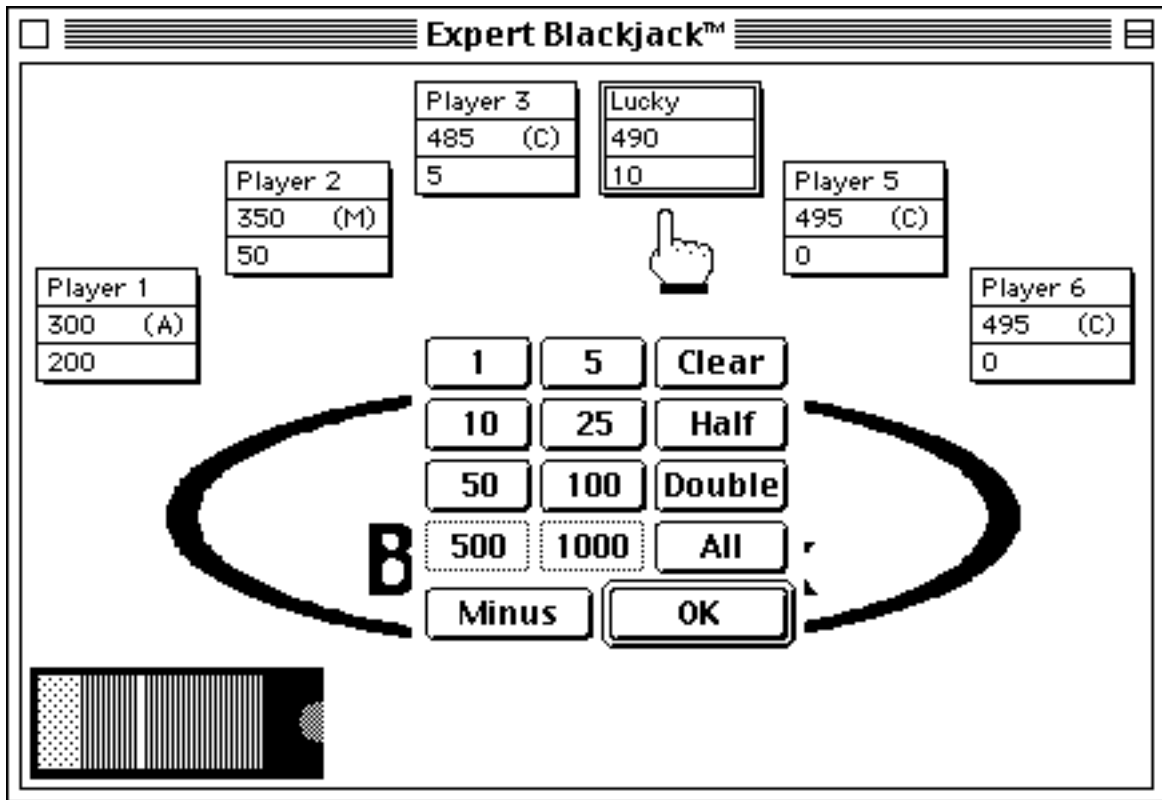 Expert Blackjack™
Player 3
485 (C)
5
Lucky
490
10
Player 2
350 (M)
50
Player 5
495 (C)
0
Player 1
300 (A)
200
Player 6
495 (C)
0
1 5 Clear
10 25 Half
50 100 Double
B 500 1000 All
Minus OK